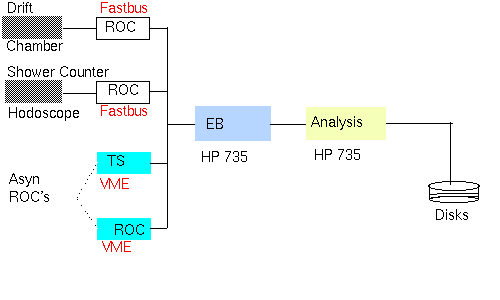 Drift
Fastbus
ROC
Chamber
Shower Counter
ROC
Hodoscope
Fastbus
EB
Analysis
HP 735
HP 735
TS
VME
Asyn
ROC's
ROC
VME
Disks